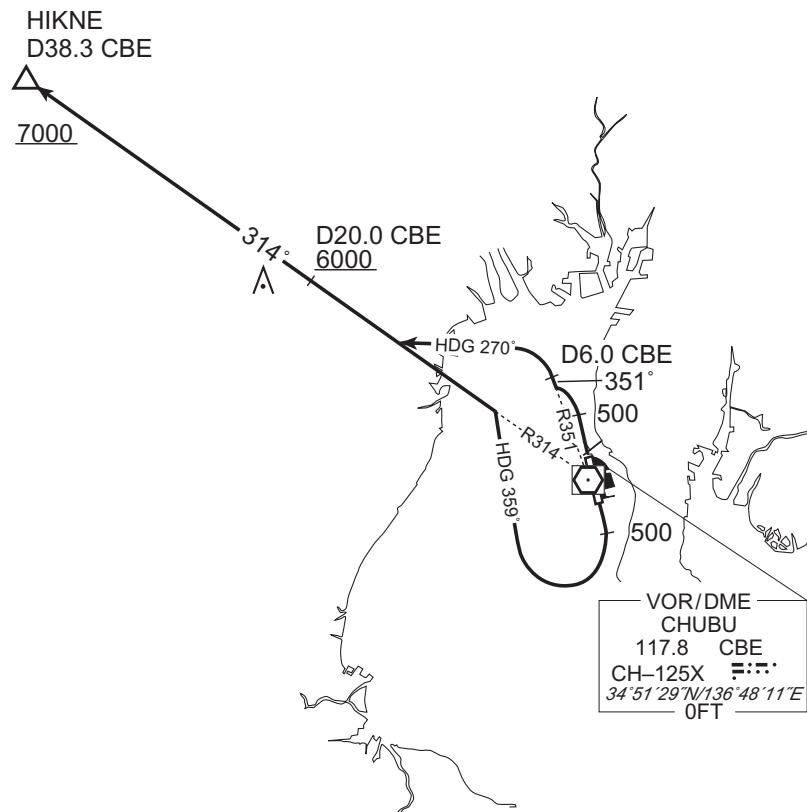 HIKNE
D38.3 CBE
7000
314°
D20.0 CBE
6000
HDG 270°
D6.0 CBE
351°
R351
500
R314
HDG 359°
500
VOR/DME
CHUBU
117.8 CBE
CH–125X
34°51′29″N/136°48′11″E
0FT